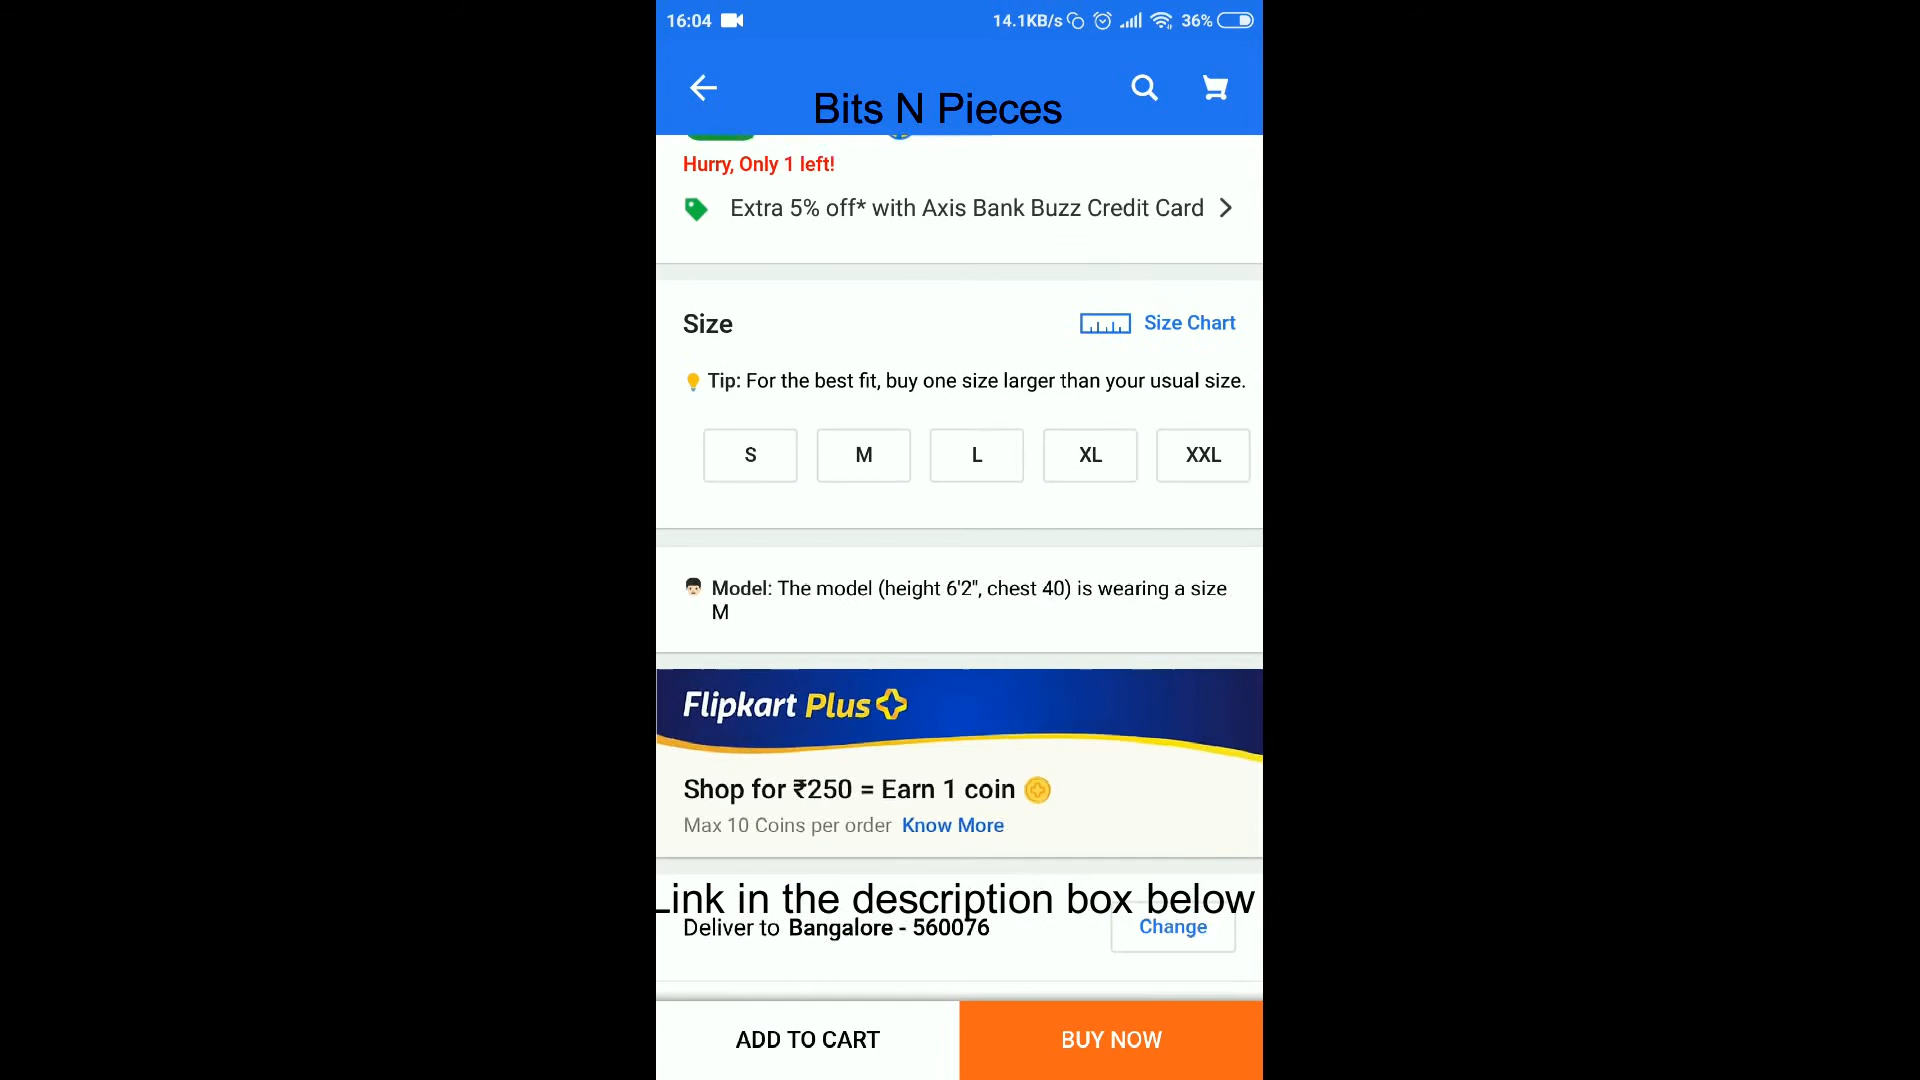 16:04 14.1KB/s 36%
Bits N Pieces
Hurry, Only 1 left!
Extra 5% off* with Axis Bank Buzz Credit Card
Size Size Chart
Tip: For the best fit, buy one size larger than your usual size.
S M L XL XXL
Model: The model (height 6'2", chest 40) is wearing a size
M
Flipkart Plus
Shop for ₹250 = Earn 1 coin
Max 10 Coins per order Know More
Link in the description box below
Deliver to Bangalore - 560076 Change
ADD TO CART BUY NOW